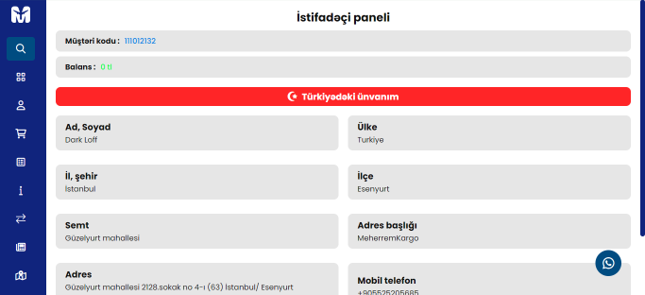 İstifadəçi paneli
Müştəri kodu : 111012132
Balans : 0 tl
Türkiyədəki ünvanım
Ad, Soyad
Dark Loff
Ülke
Turkiye
İl, şehir
İstanbul
İlçe
Esenyurt
Semt
Güzelyurt mahallesi
Adres başlığı
MeherremKargo
Adres
Güzelyurt mahallesi 2128.sokak no 4-ı (63) İstanbul/ Esenyurt
Mobil telefon
+905525205685